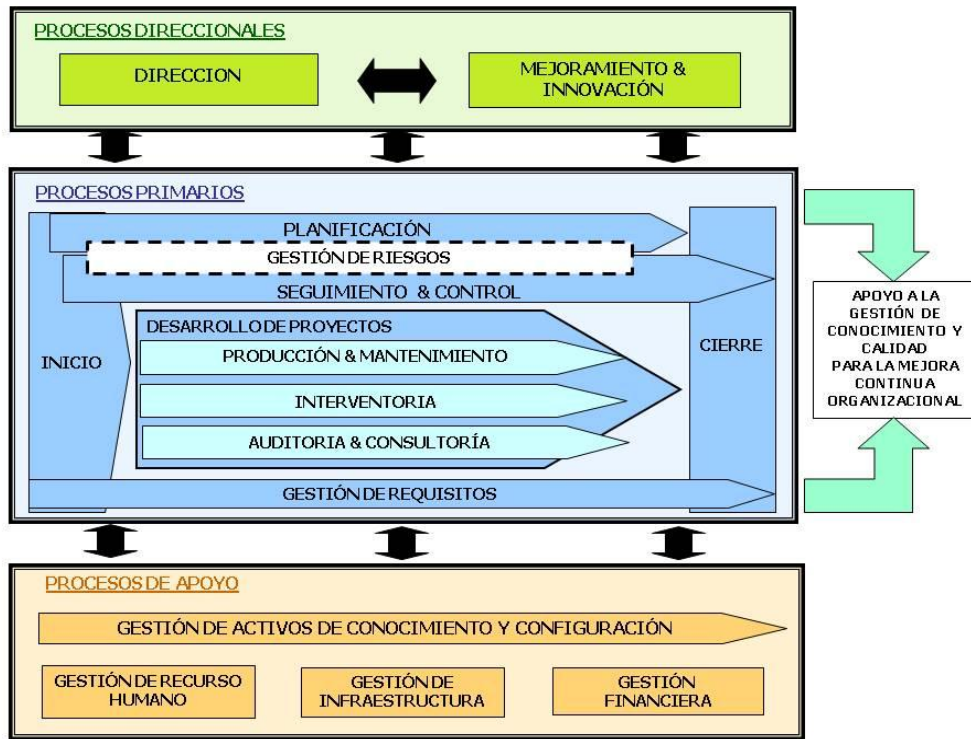 PROCESOS DIRECCIONALES
DIRECCION
MEJORAMIENTO &
INNOVACIÓN
PROCESOS PRIMARIOS
PLANIFICACIÓN
GESTIÓN DE RIESGOS
SEGUIMIENTO & CONTROL
DESARROLLO DE PROYECTOS
PRODUCCIÓN & MANTENIMIENTO
INICIO
INTERVENTORIA
AUDITORIA & CONSULTORÍA
CIERRE
GESTIÓN DE REQUISITOS
APOYO A LA
GESTIÓN DE
CONOCIMIENTO Y
CALIDAD
PARA LA MEJORA
CONTINUA
ORGANIZACIONAL
PROCESOS DE APOYO
GESTIÓN DE ACTIVOS DE CONOCIMIENTO Y CONFIGURACIÓN
GESTIÓN DE RECURSO
HUMANO
GESTIÓN DE
INFRAESTRUCTURA
GESTIÓN
FINANCIERA